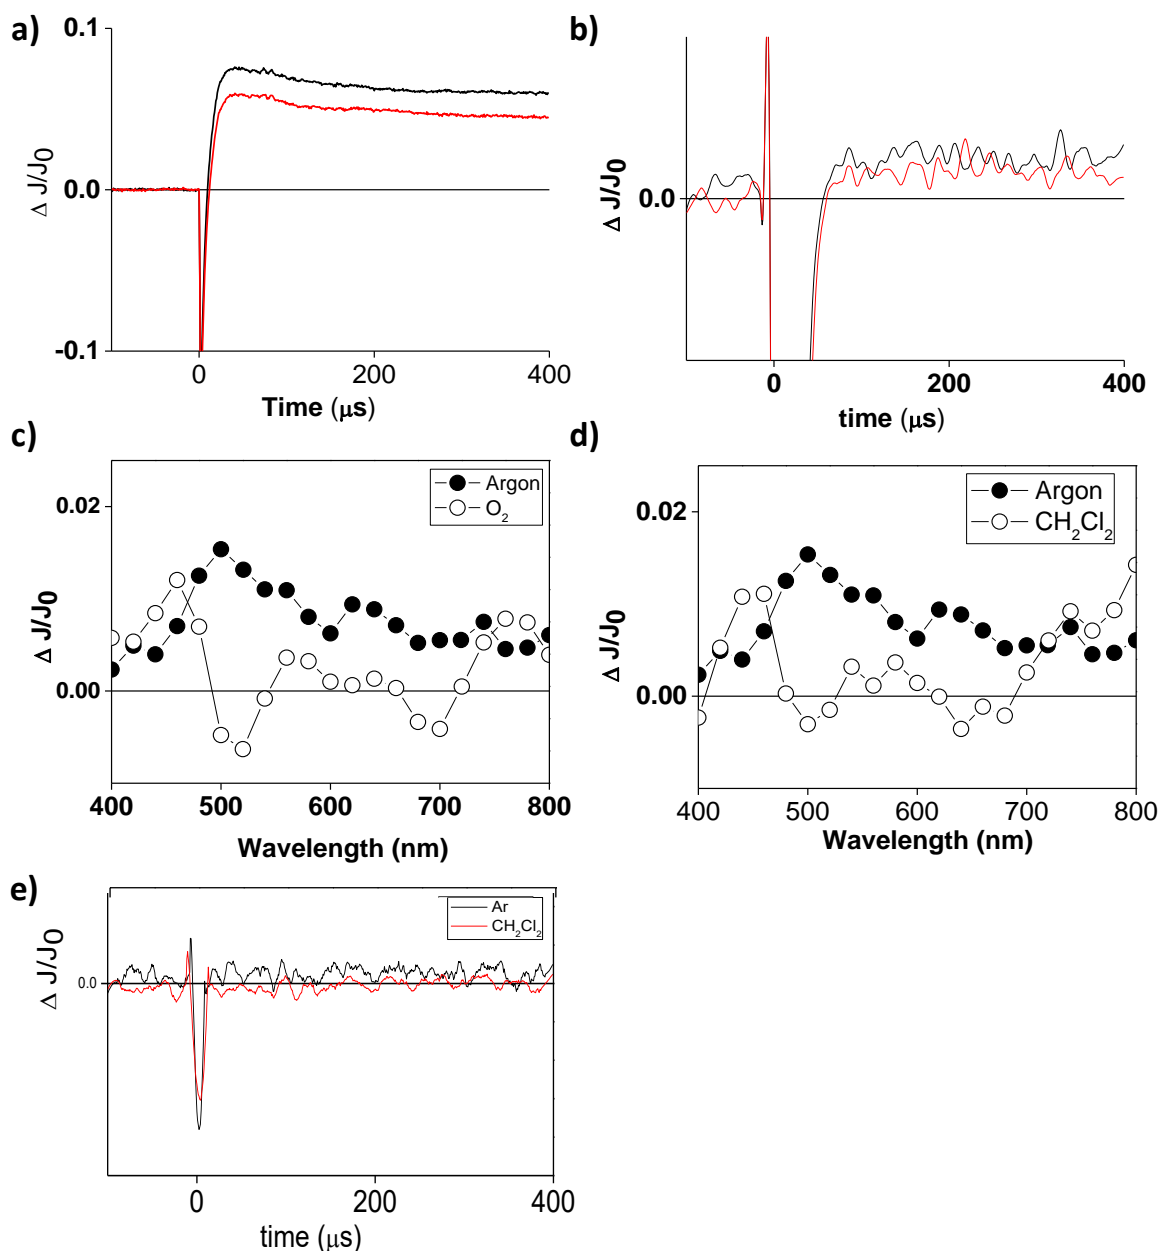 a)
0.1
0.0
-0.1
Δ J/J0
0
200
400
Time (μs)
b)
0.0
Δ J/J0
0
200
400
time (μs)
c)
Argon
O2
0.02
0.00
Δ J/J0
400
500
600
700
800
Wavelength (nm)
d)
Argon
CH2Cl2
0.02
0.00
Δ J/J0
400
500
600
700
800
Wavelength (nm)
e)
Ar
CH2Cl2
0.0
Δ J/J0
0
200
400
time (μs)